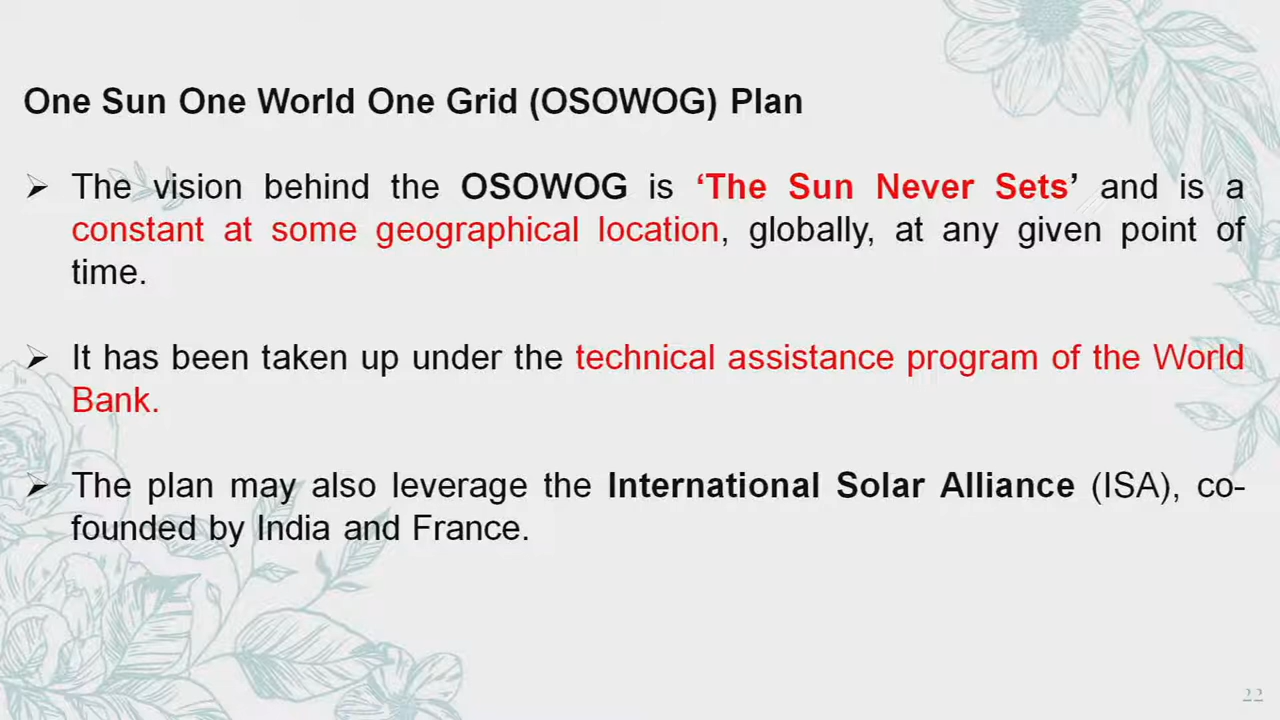 One Sun One World One Grid (OSOWOG) Plan
➢ The vision behind the OSOWOG is ‘The Sun Never Sets’ and is a
constant at some geographical location, globally, at any given point of
time.
➢ It has been taken up under the technical assistance program of the World
Bank.
➢ The plan may also leverage the International Solar Alliance (ISA), co-
founded by India and France.
22